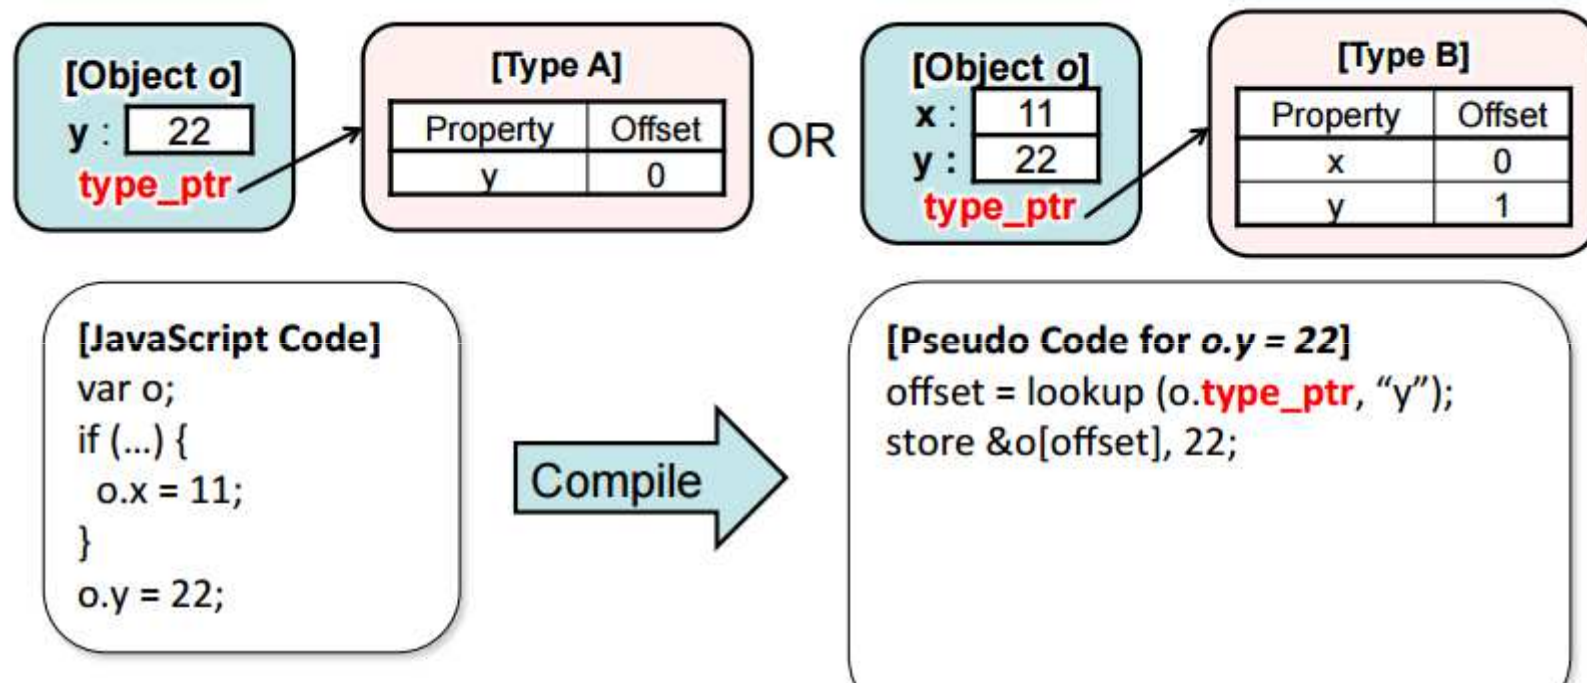 [Object o]
y : 22
type_ptr
[Type A]
Property Offset
y 0
OR
[Object o]
x : 11
y : 22
type_ptr
[Type B]
Property Offset
x 0
y 1
[JavaScript Code]
var o;
if (...) {
o.x = 11;
}
o.y = 22;
Compile
[Pseudo Code for o.y = 22]
offset = lookup (o.type_ptr, “y”);
store &o[offset], 22;